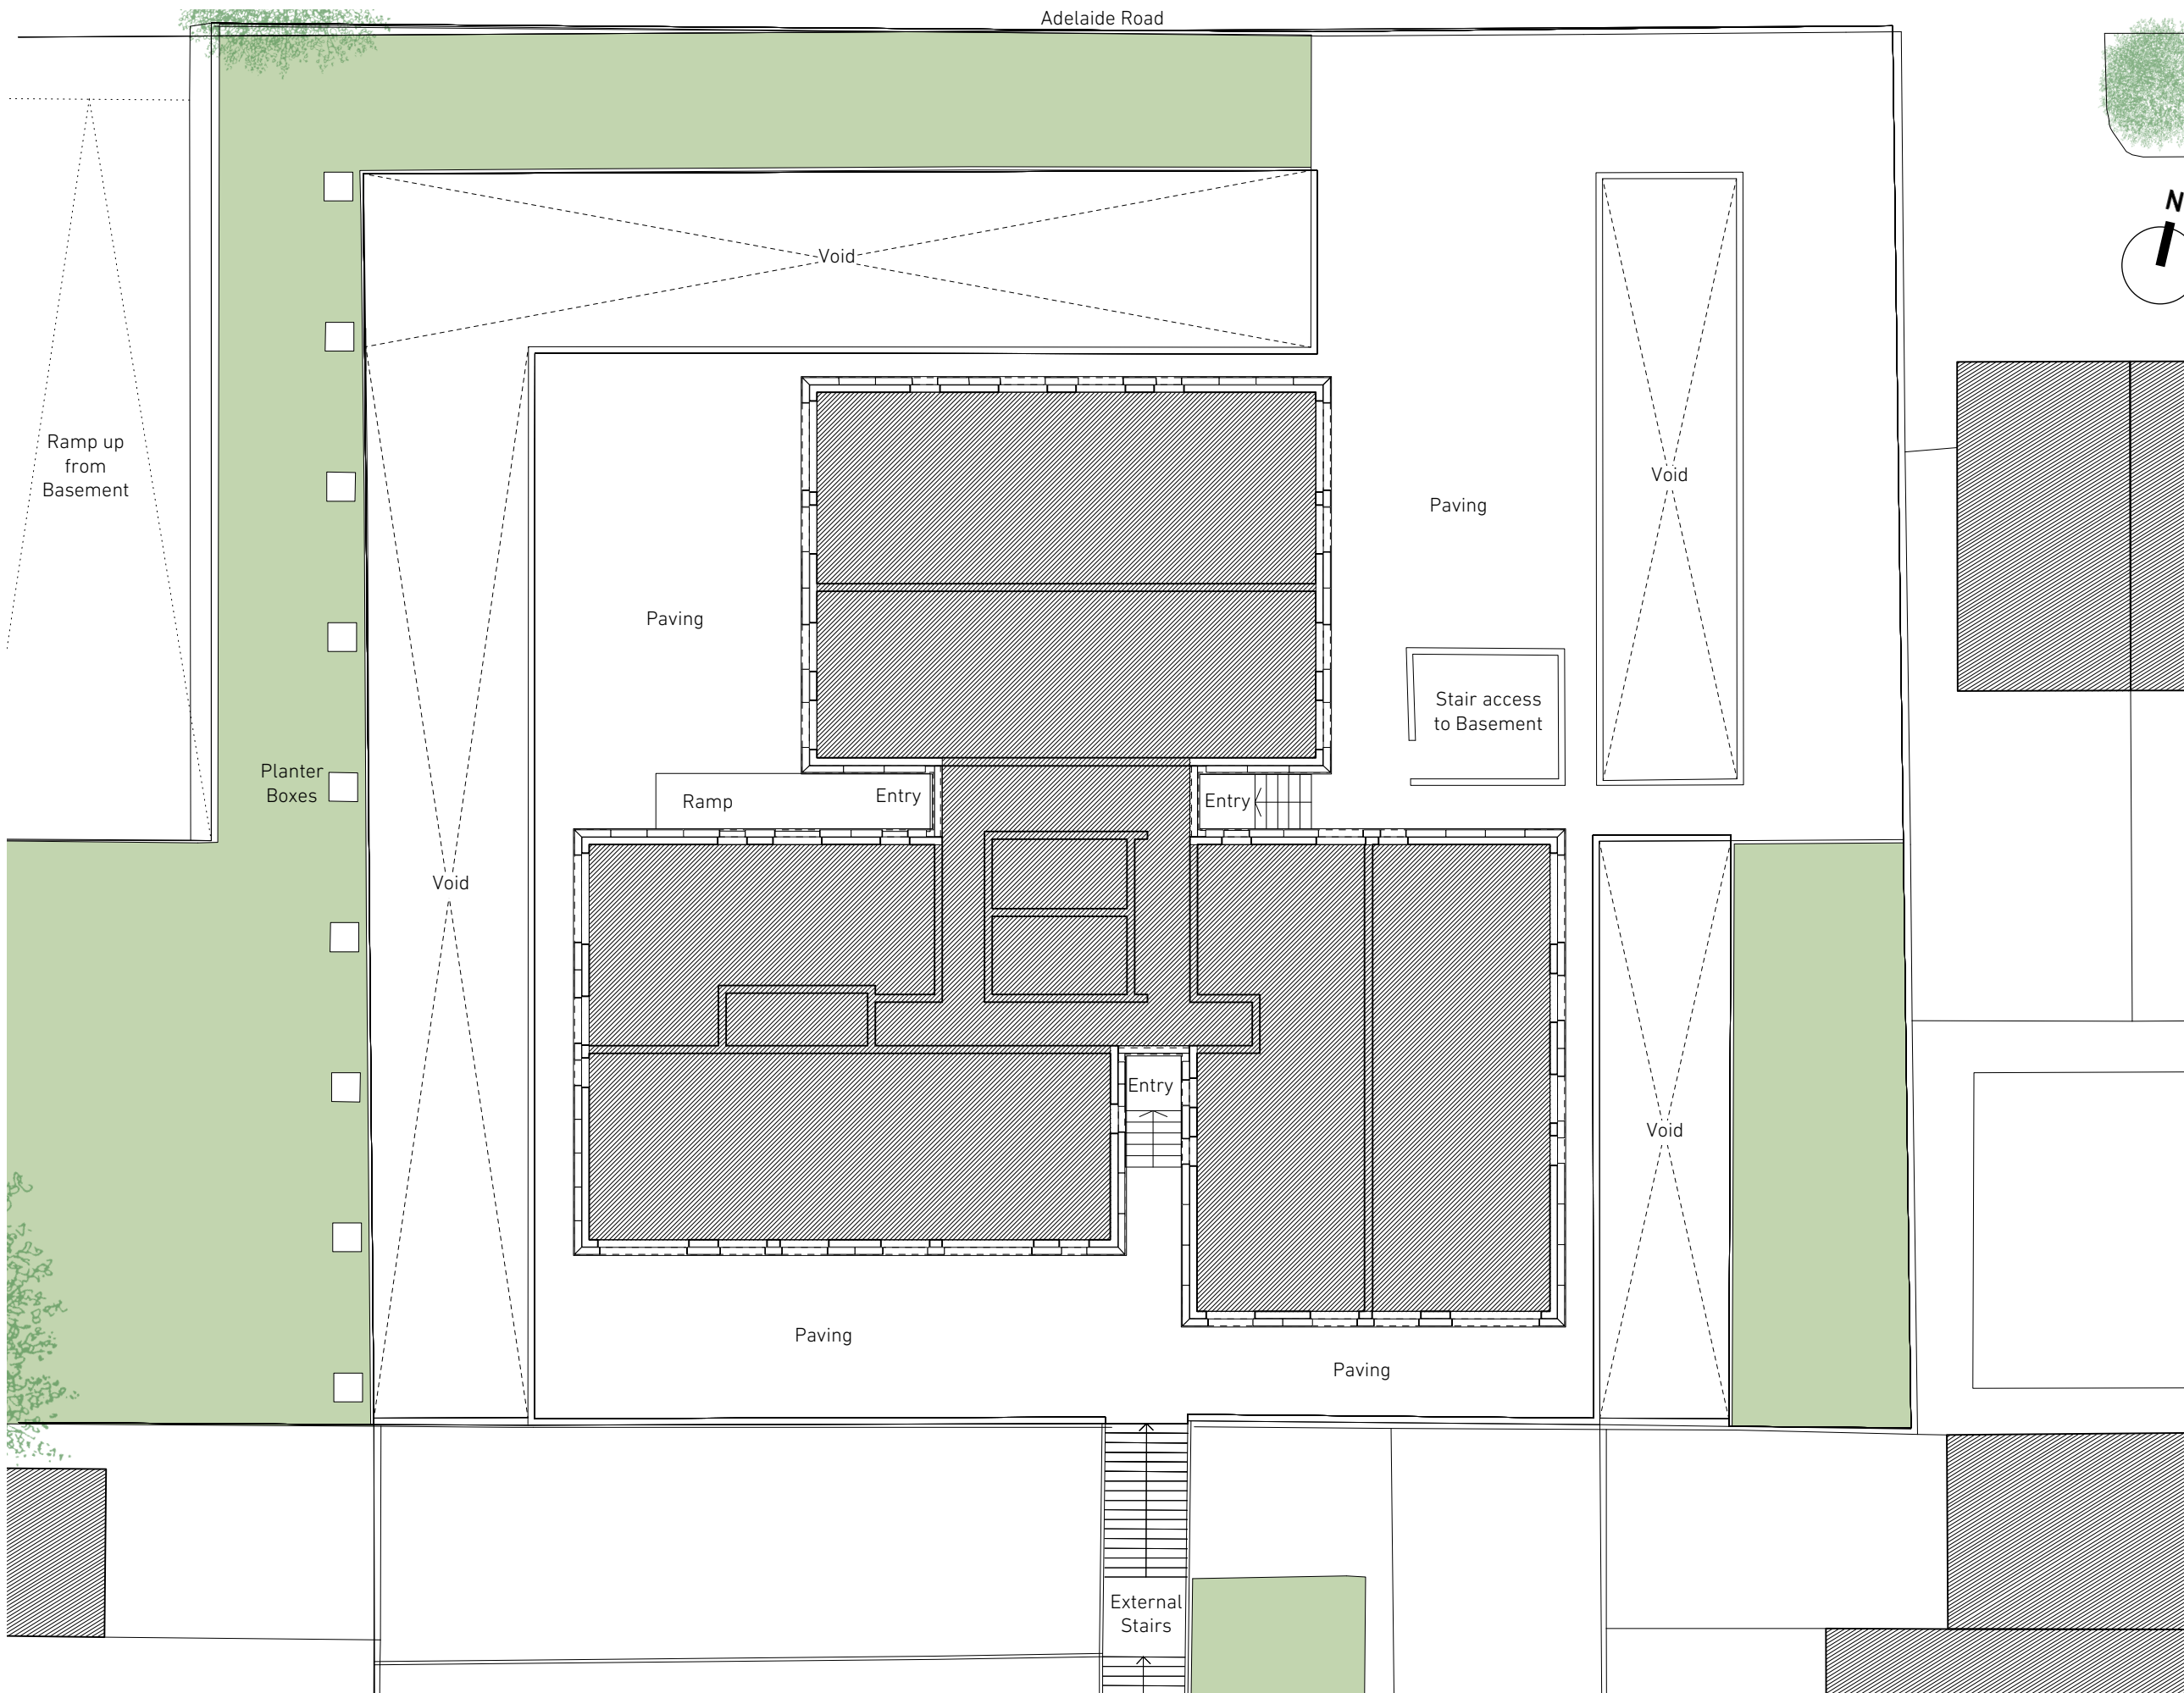 Adelaide Road
N
Void
Ramp up
from
Basement
Void
Paving
Paving
Stair access
to Basement
Planter
Boxes
Ramp
Entry
Entry
Void
Entry
Void
Paving
Paving
External
Stairs